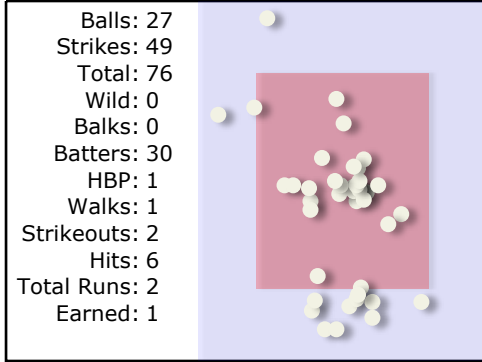 Balls: 27
Strikes: 49
Total: 76
Wild: 0
Balks: 0
Batters: 30
HBP: 1
Walks: 1
Strikeouts: 2
Hits: 6
Total Runs: 2
Earned: 1